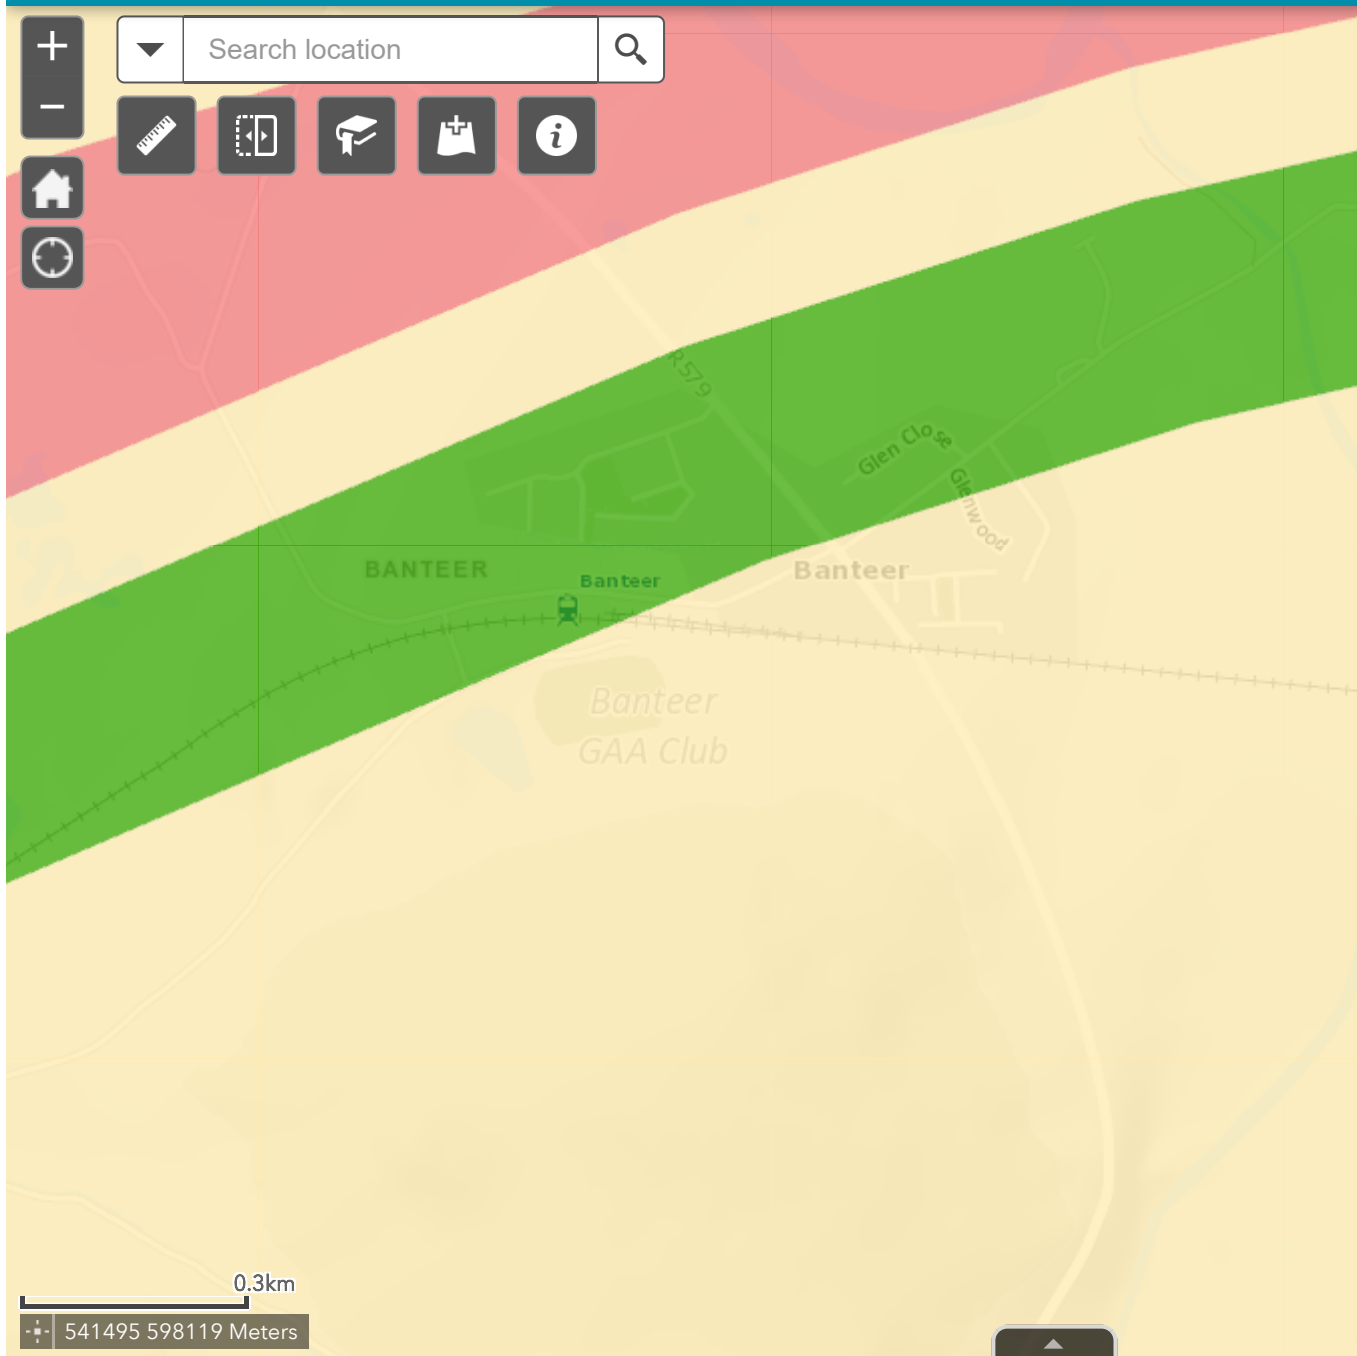 Search location
R579
Glen Close
Glenwood
BANTEER
Banteer
Banteer
Banteer
GAA Club
0.3km
541495 598119 Meters